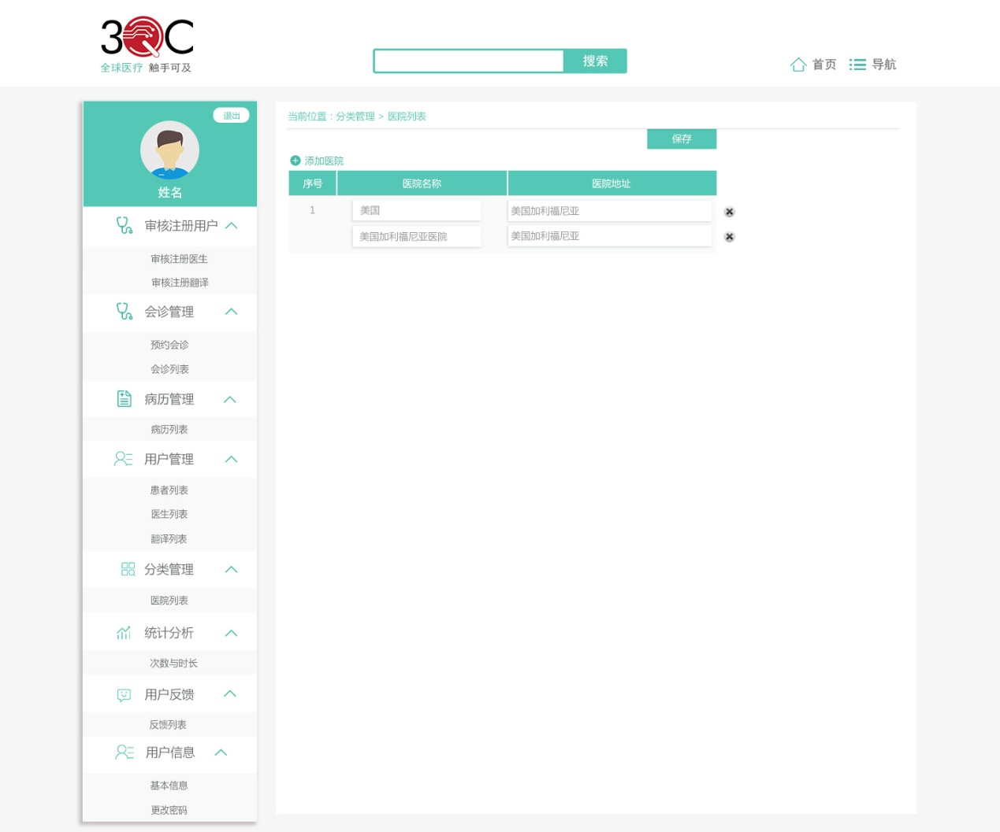 3QC
全球医疗 触手可及
搜索
首页
导航
退出
姓名
审核注册用户
审核注册医生
审核注册翻译
会诊管理
预约会诊
会诊列表
病历管理
病历列表
用户管理
患者列表
医生列表
翻译列表
分类管理
医院列表
统计分析
次数与时长
用户反馈
反馈列表
用户信息
基本信息
更改密码
当前位置：分类管理 > 医院列表
保存
添加医院
序号 医院名称 医院地址
1 美国 美国加利福尼亚
美国加利福尼亚医院 美国加利福尼亚